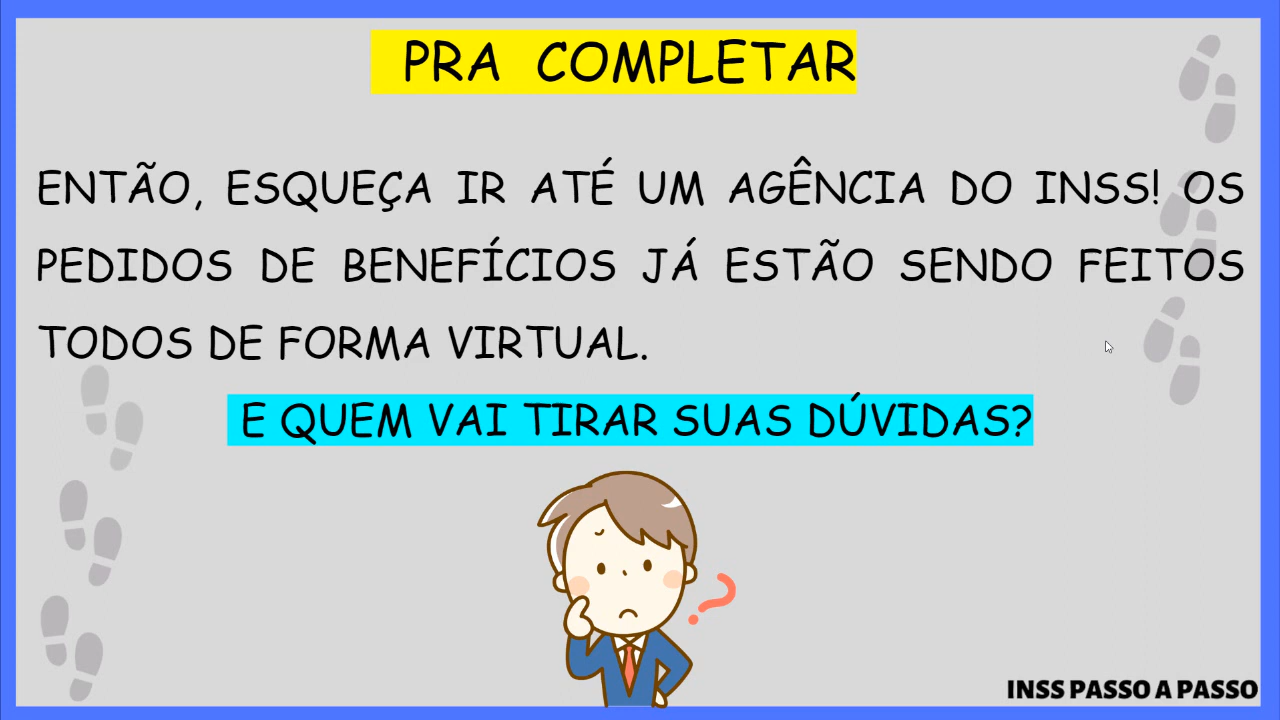 PRA COMPLETAR
ENTÃO, ESQUEÇA IR ATÉ UM AGÊNCIA DO INSS! OS
PEDIDOS DE BENEFÍCIOS JÁ ESTÃO SENDO FEITOS
TODOS DE FORMA VIRTUAL.
E QUEM VAI TIRAR SUAS DÚVIDAS?
INSS PASSO A PASSO